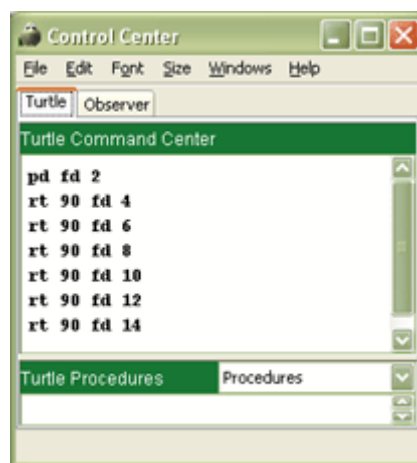 Control Center
File Edit Font Size Windows Help
Turtle Observer
Turtle Command Center
pd fd 2
rt 90 fd 4
rt 90 fd 6
rt 90 fd 8
rt 90 fd 10
rt 90 fd 12
rt 90 fd 14
Turtle Procedures Procedures